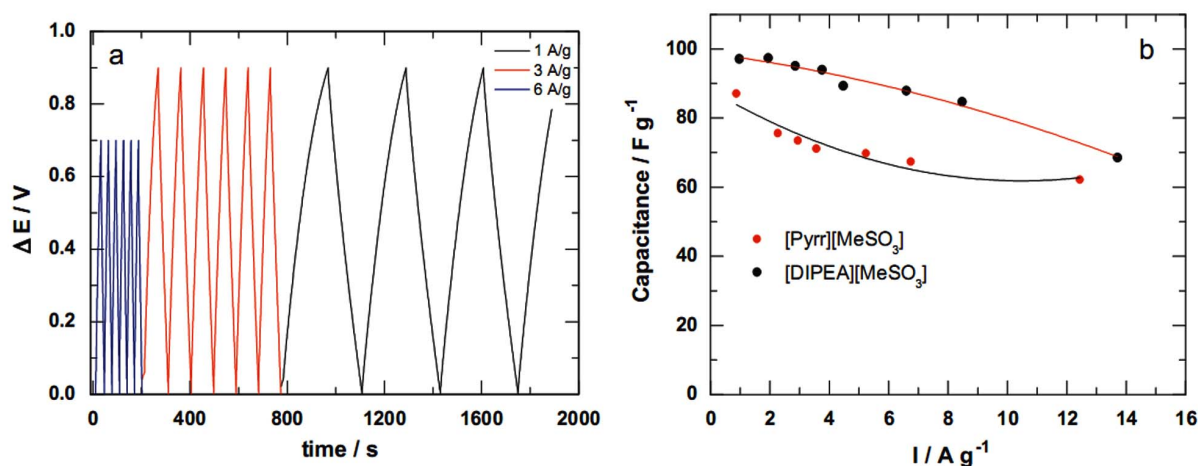 a
1 A/g
3 A/g
6 A/g
1.0
0.8
0.6
0.4
0.2
0.0
Δ E / V
0 400 800 1200 1600 2000
time / s
b
100
80
60
40
20
0
Capacitance / F g⁻¹
[Pyrr][MeSO₃]
[DIPEA][MeSO₃]
0 2 4 6 8 10 12 14 16
I / A g⁻¹